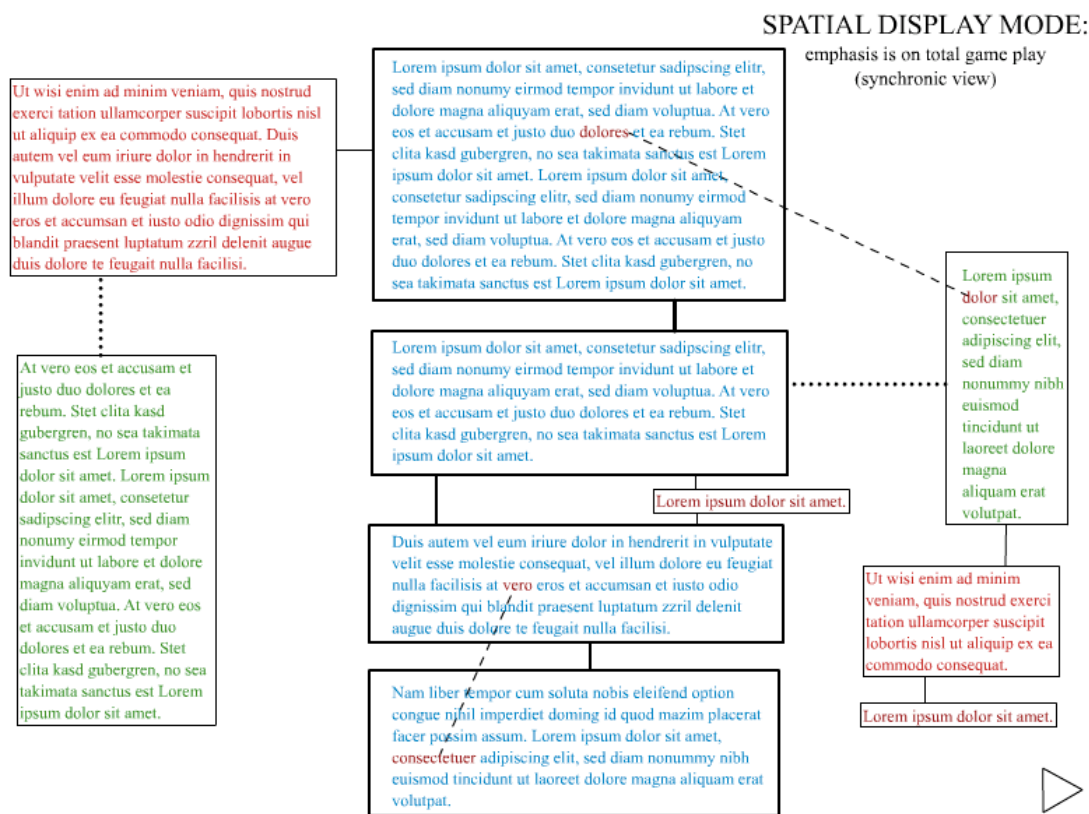 SPATIAL DISPLAY MODE:
emphasis is on total game play
(synchronic view)
Ut wisi enim ad minim veniam, quis nostrud
exerci tation ullamcorper suscipit lobortis nisl
ut aliquip ex ea commodo consequat. Duis
autem vel eum iriure dolor in hendrerit in
vulputate velit esse molestie consequat, vel
illum dolore eu feugiat nulla facilisis at vero
eros et accumsan et iusto odio dignissim qui
blandit praesent luptatum zzril delenit augue
duis dolore te feugait nulla facilisi.
Lorem ipsum dolor sit amet, consetetur sadipscing elitr,
sed diam nonumy eirmod tempor invidunt ut labore et
dolore magna aliquyam erat, sed diam voluptua. At vero
eos et accusam et justo duo dolores et ea rebum. Stet
clita kasd gubergren, no sea takimata sanctus est Lorem
ipsum dolor sit amet. Lorem ipsum dolor sit amet,
consetetur sadipscing elitr, sed diam nonumy eirmod
tempor invidunt ut labore et dolore magna aliquyam
erat, sed diam voluptua. At vero eos et accusam et justo
duo dolores et ea rebum. Stet clita kasd gubergren, no
sea takimata sanctus est Lorem ipsum dolor sit amet.
Lorem ipsum
dolor sit amet,
consectetuer
adipiscing elit,
sed diam
nonummy nibh
euismod
tincidunt ut
laoreet dolore
magna
aliquam erat
volutpat.
At vero eos et accusam et
justo duo dolores et ea
rebum. Stet clita kasd
gubergren, no sea takimata
sanctus est Lorem ipsum
dolor sit amet. Lorem ipsum
dolor sit amet, consetetur
sadipscing elitr, sed diam
nonumy eirmod tempor
invidunt ut labore et dolore
magna aliquyam erat, sed
diam voluptua. At vero eos
et accusam et justo duo
dolores et ea rebum. Stet
clita kasd gubergren, no sea
takimata sanctus est Lorem
ipsum dolor sit amet.
Lorem ipsum dolor sit amet, consetetur sadipscing elitr,
sed diam nonumy eirmod tempor invidunt ut labore et
dolore magna aliquyam erat, sed diam voluptua. At vero
eos et accusam et justo duo dolores et ea rebum. Stet
clita kasd gubergren, no sea takimata sanctus est Lorem
ipsum dolor sit amet.
Lorem ipsum dolor sit amet.
Duis autem vel eum iriure dolor in hendrerit in vulputate
velit esse molestie consequat, vel illum dolore eu feugiat
nulla facilisis at vero eros et accumsan et iusto odio
dignissim qui blandit praesent luptatum zzril delenit
augue duis dolore te feugait nulla facilisi.
Ut wisi enim ad minim
veniam, quis nostrud exerci
tation ullamcorper suscipit
lobortis nisl ut aliquip ex ea
commodo consequat.
Lorem ipsum dolor sit amet.
Nam liber tempor cum soluta nobis eleifend option
congue nihil imperdiet doming id quod mazim placerat
facer possim assum. Lorem ipsum dolor sit amet,
consectetuer adipiscing elit, sed diam nonummy nibh
euismod tincidunt ut laoreet dolore magna aliquam erat
volutpat.